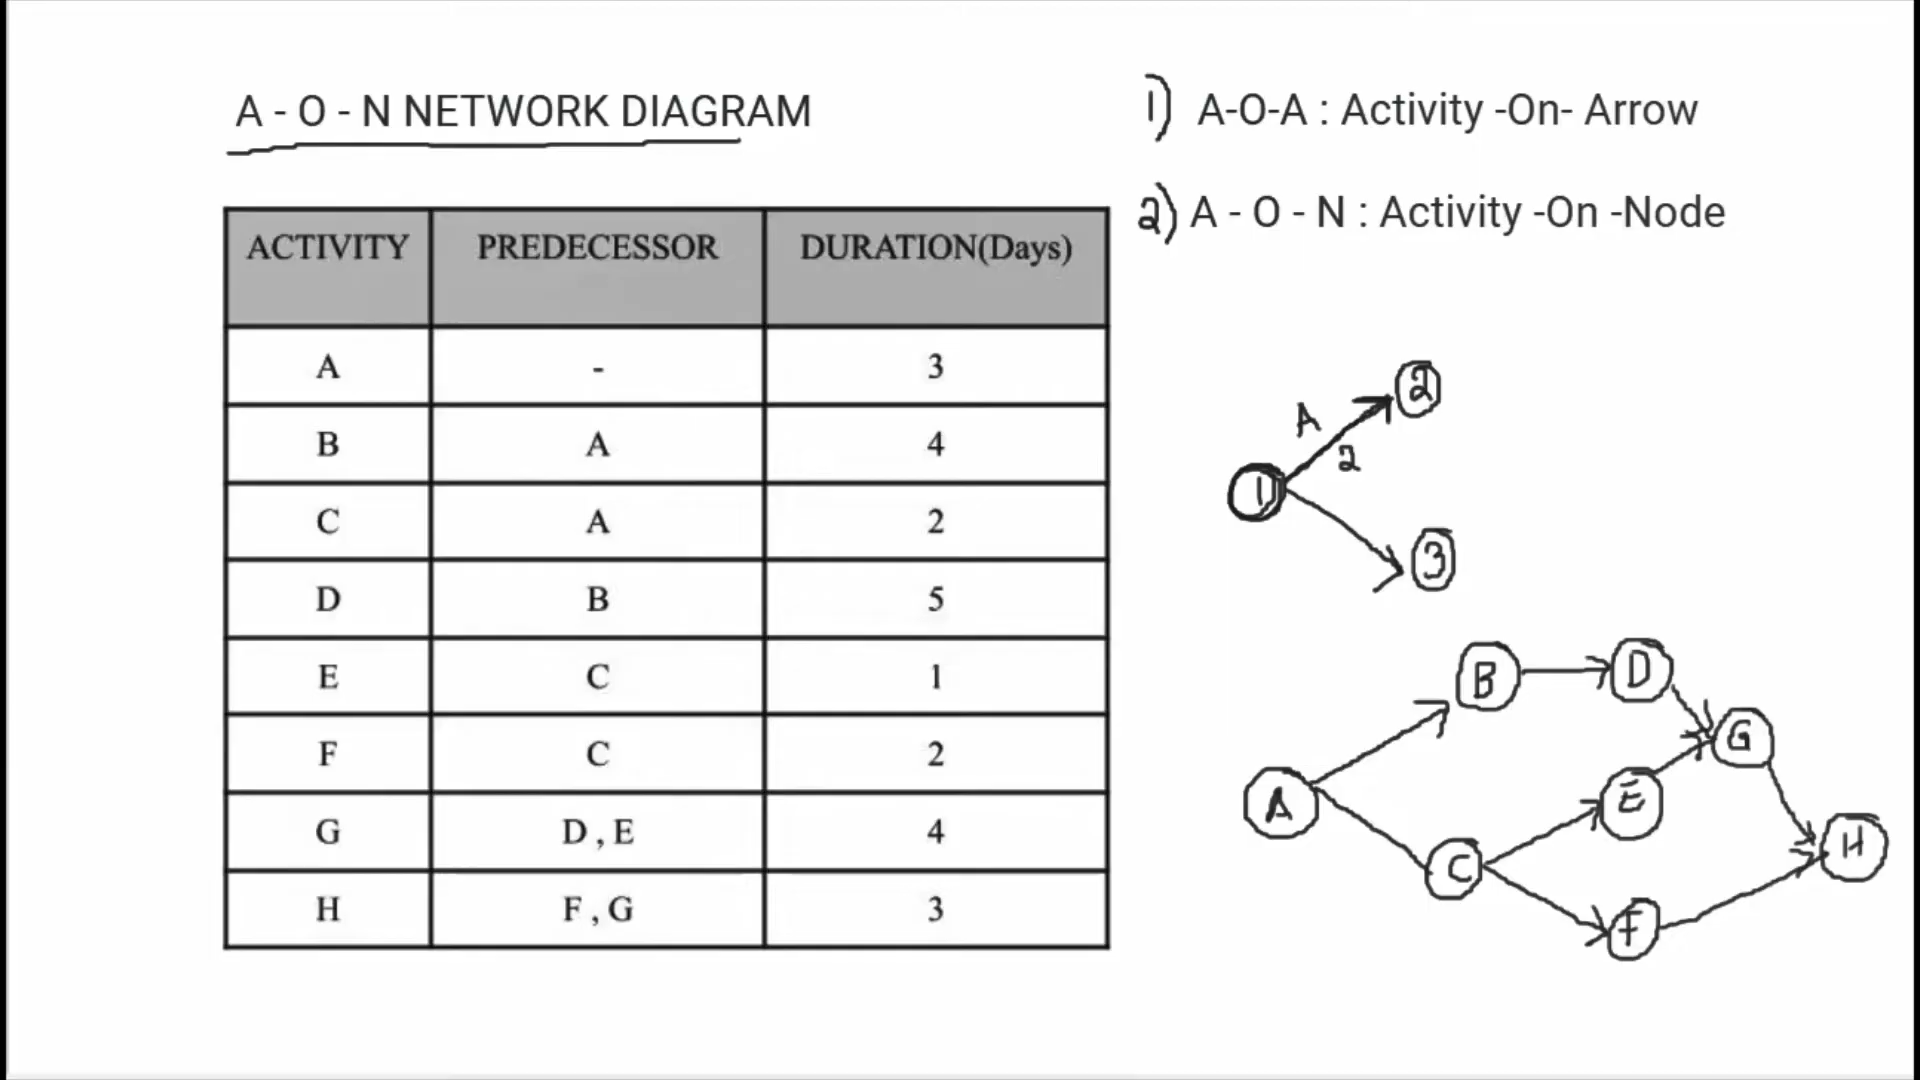 A - O - N NETWORK DIAGRAM
1) A-O-A : Activity -On- Arrow
2) A - O - N : Activity -On -Node
ACTIVITY PREDECESSOR DURATION(Days)
A - 3
B A 4
C A 2
D B 5
E C 1
F C 2
G D , E 4
H F , G 3
2
A
2
1
3
B D
G
A E
C H
F